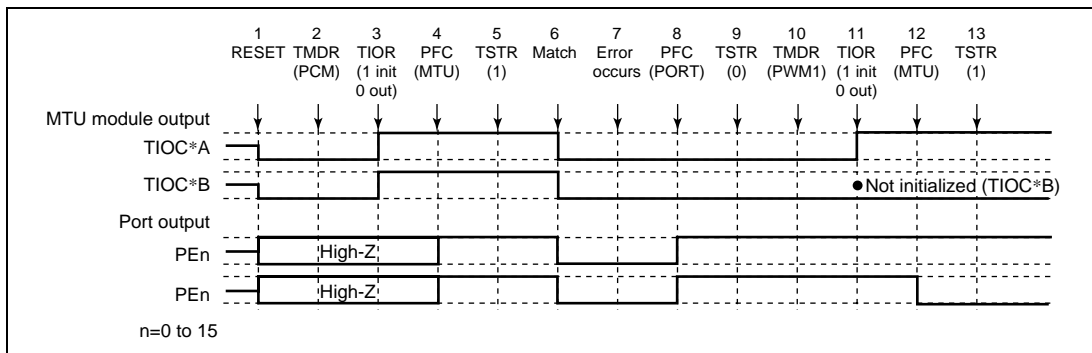 1 2 3 4 5 6 7 8 9 10 11 12 13
RESET TMDR TIOR PFC TSTR Match Error PFC TSTR TMDR TIOR PFC TSTR
(PCM) (1 init (MTU) (1) occurs (PORT) (0) (PWM1) (1 init (MTU) (1)
0 out) 0 out)
MTU module output
TIOC*A
TIOC*B
● Not initialized (TIOC*B)
Port output
PEn
High-Z
PEn
High-Z
n=0 to 15